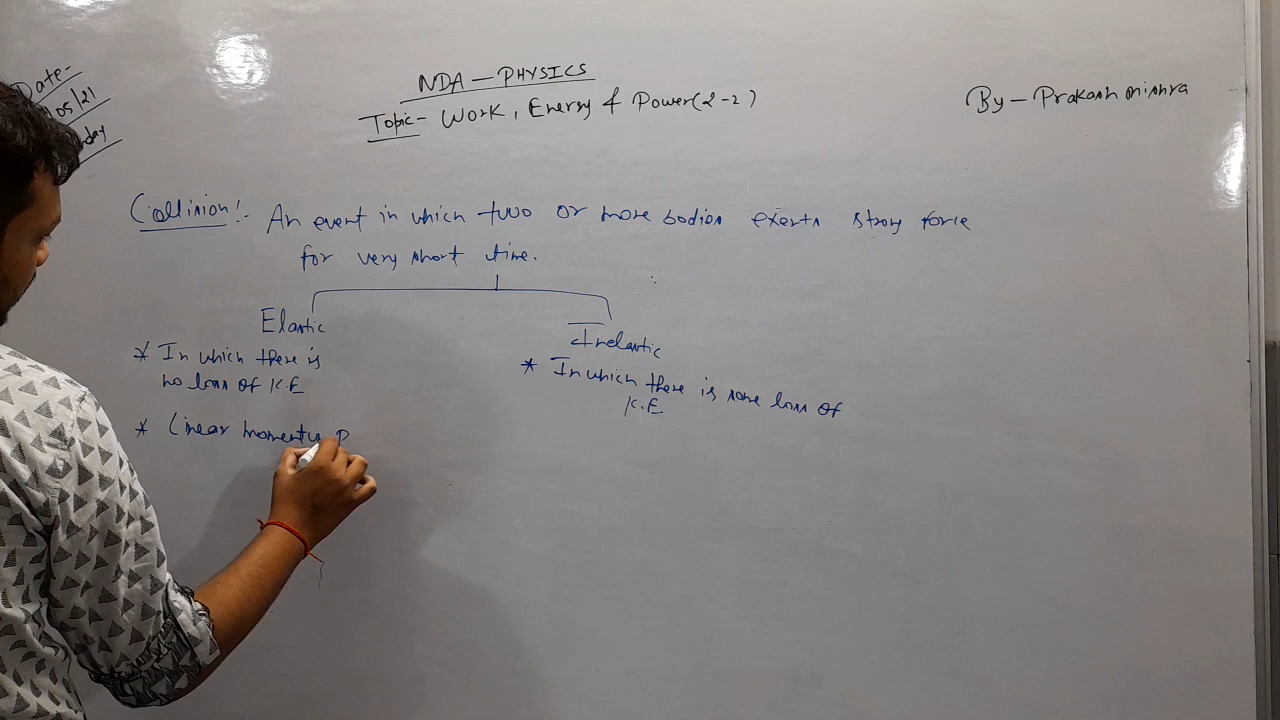 Date-
05/21
day
NDA - PHYSICS
Topic - Work, Energy & Power (2-2)
By - Prakash mishra
Collision:- An event in which two or more bodies exerts strong force
for very short time.
Elastic
Inelastic
* In which there is
no loss of K.E
* In which there is some loss of
K.E
* Linear momentu P